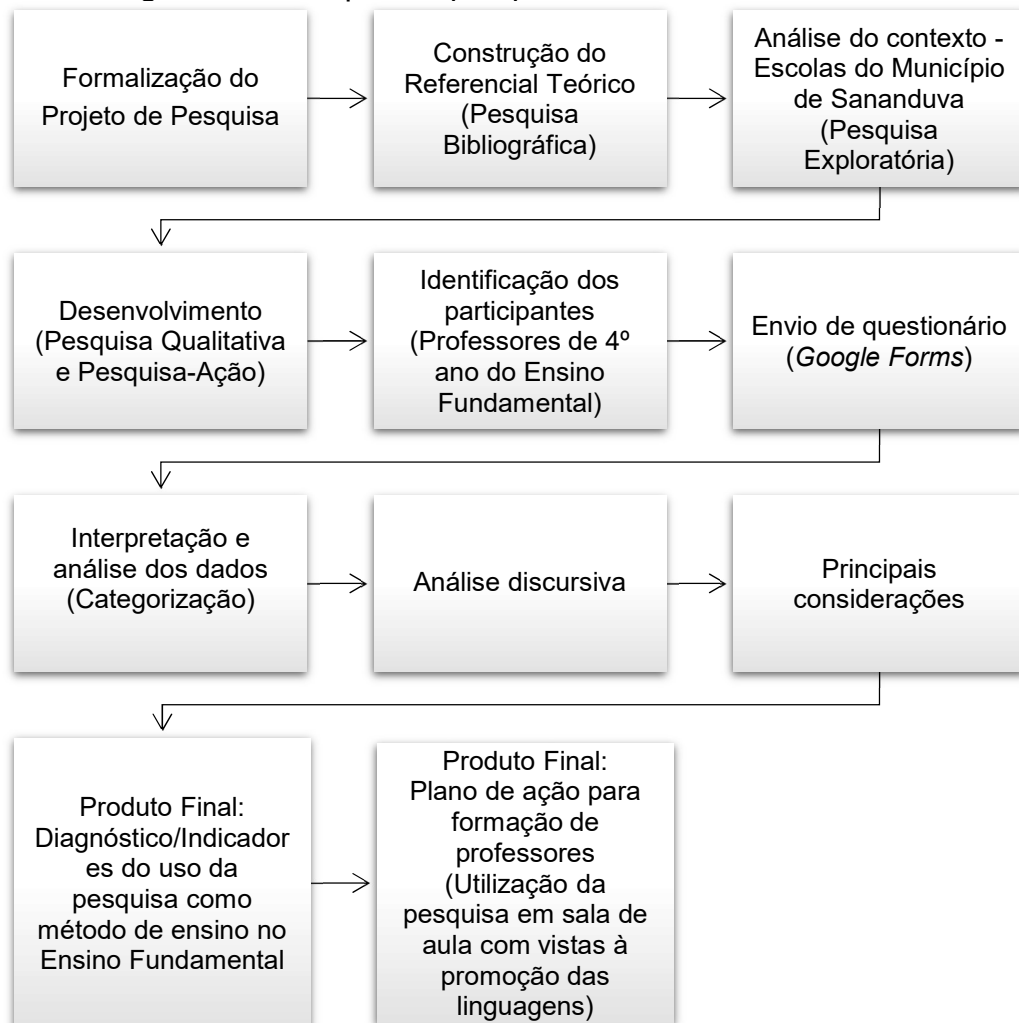 Formalização do
Projeto de Pesquisa
Construção do
Referencial Teórico
(Pesquisa
Bibliográfica)
Análise do contexto -
Escolas do Município
de Sananduva
(Pesquisa
Exploratória)
Desenvolvimento
(Pesquisa Qualitativa
e Pesquisa-Ação)
Identificação dos
participantes
(Professores de 4º
ano do Ensino
Fundamental)
Envio de questionário
(Google Forms)
Interpretação e
análise dos dados
(Categorização)
Análise discursiva
Principais
considerações
Produto Final:
Diagnóstico/Indicador
es do uso da
pesquisa como
método de ensino no
Ensino Fundamental
Produto Final:
Plano de ação para
formação de
professores
(Utilização da
pesquisa em sala de
aula com vistas à
promoção das
linguagens)